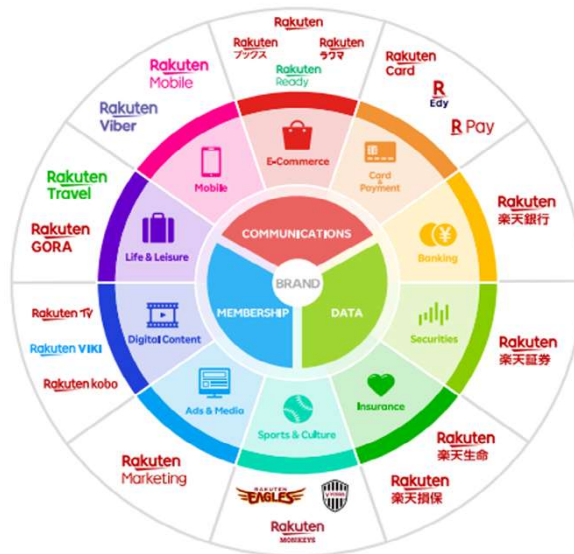 Rakuten
Rakuten
ブックス
Rakuten
ラクマ
Rakuten
Ready
Rakuten
Card
R
Edy
R Pay
Rakuten
楽天銀行
Rakuten
楽天証券
Rakuten
楽天生命
Rakuten
楽天損保
RAKUTEN
EAGLES
Rakuten
MONKEYS
Rakuten
Marketing
Rakuten TV
Rakuten VIKI
Rakuten kobo
Rakuten
Travel
Rakuten
GORA
Rakuten
Mobile
Rakuten
Viber
E-Commerce
Card
&
Payment
Banking
Securities
Insurance
Sports & Culture
Ads & Media
Digital Content
Life & Leisure
Mobile
COMMUNICATIONS
BRAND
MEMBERSHIP
DATA